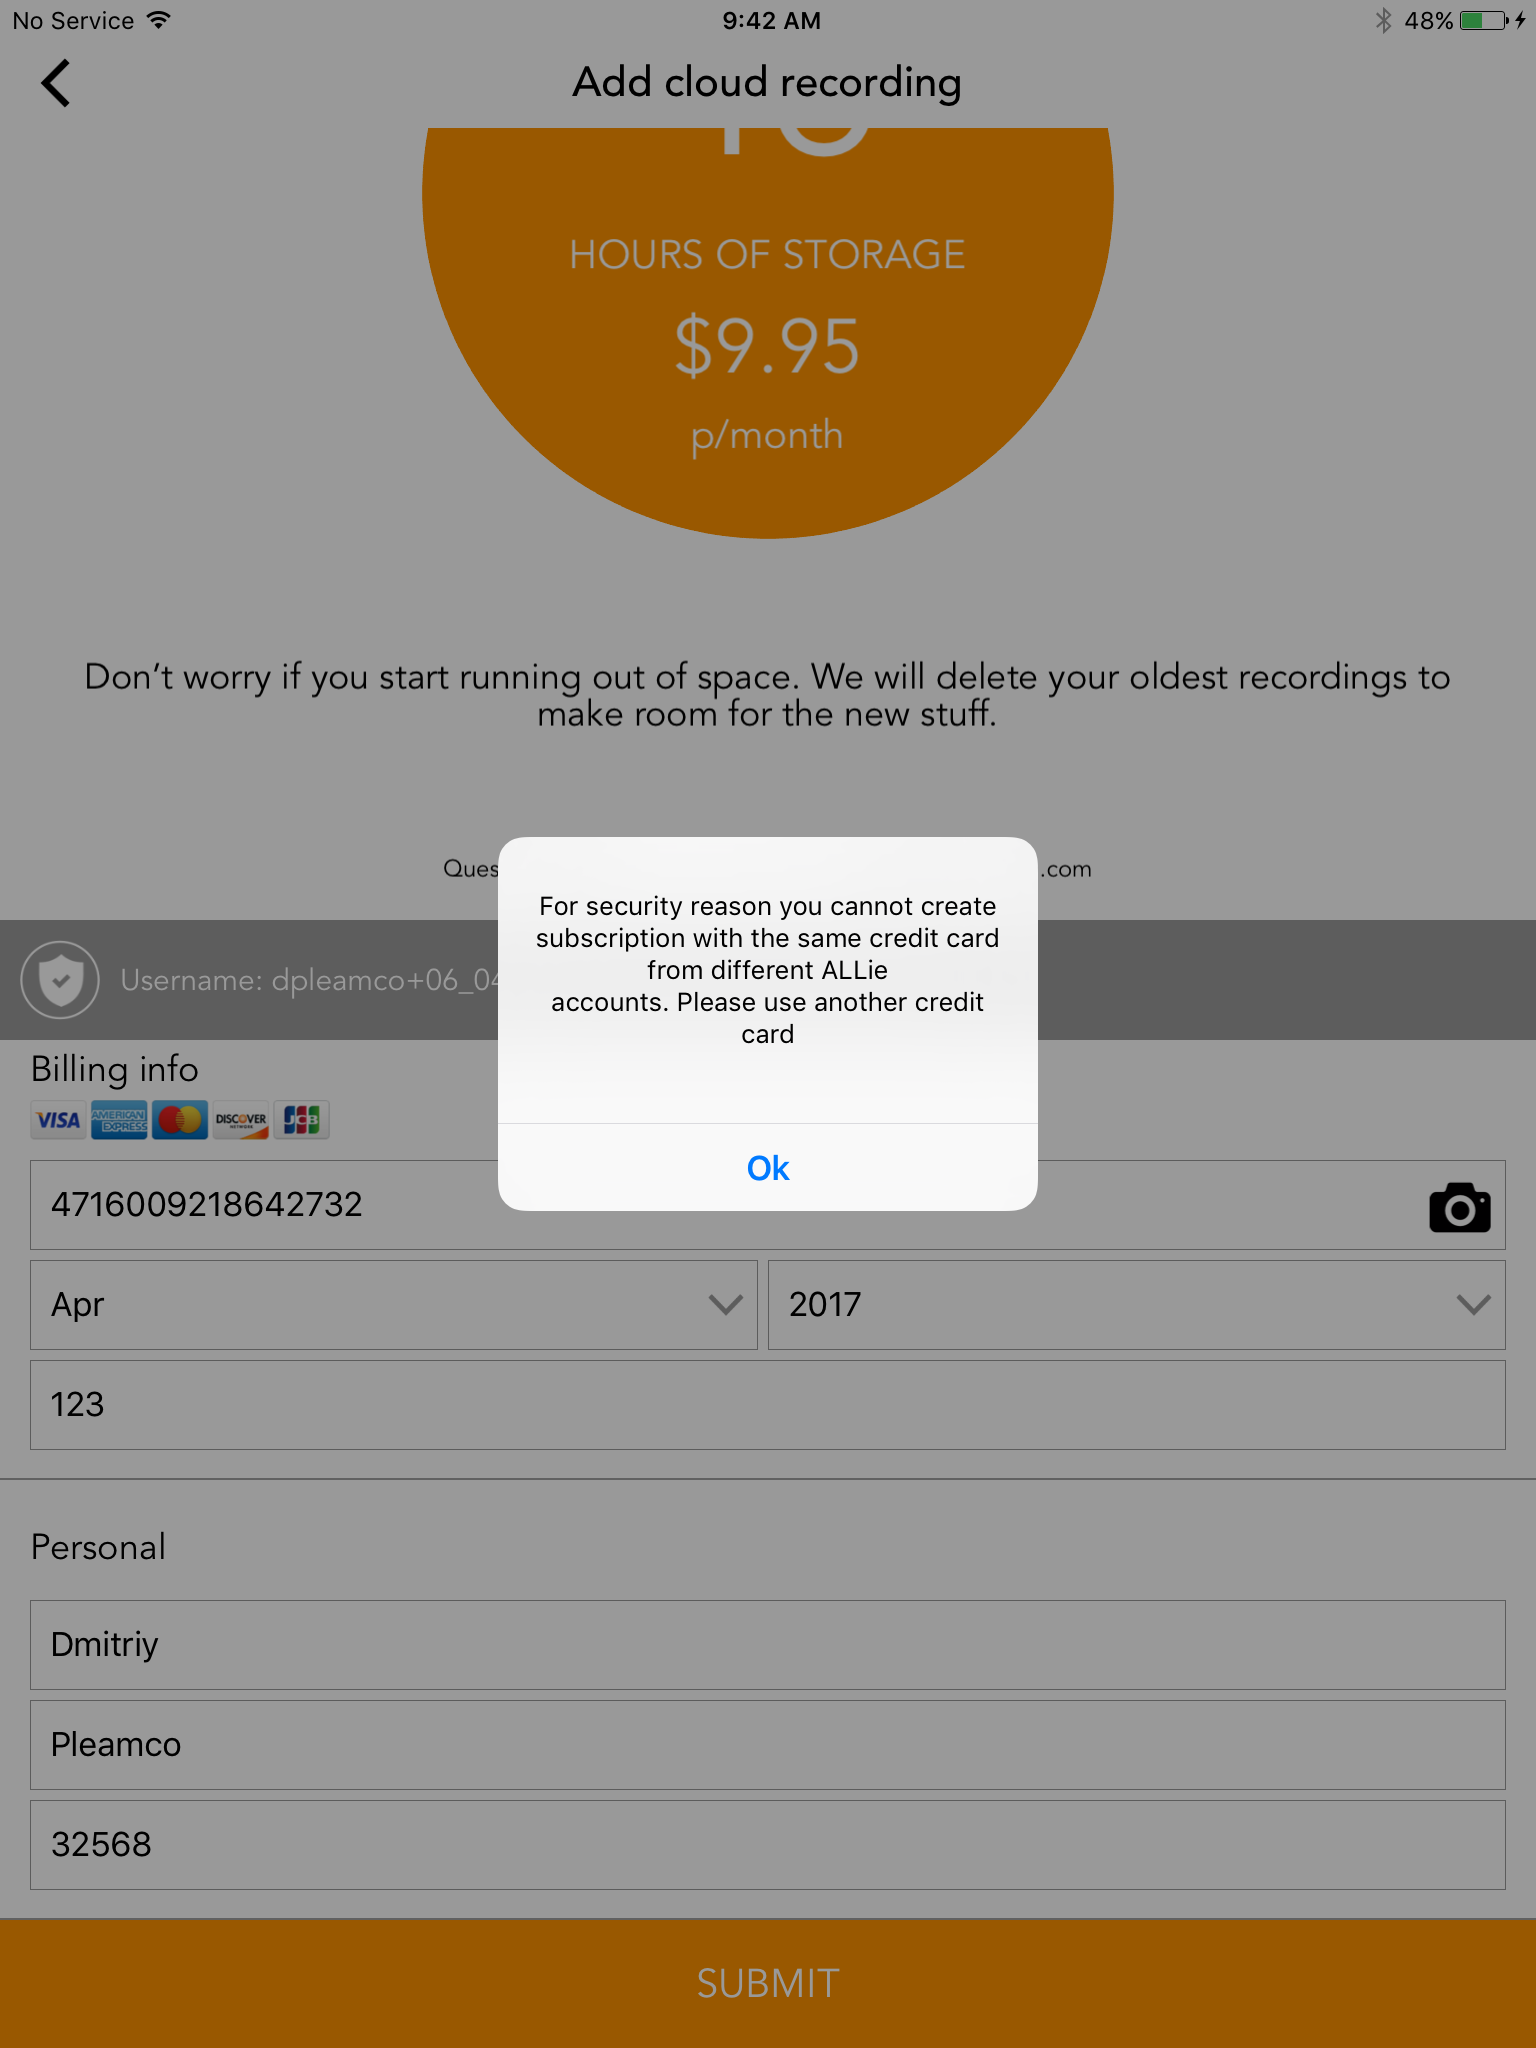 No Service 9:42 AM 48%
Add cloud recording
HOURS OF STORAGE
$9.95
p/month
Don't worry if you start running out of space. We will delete your oldest recordings to
make room for the new stuff.
.com
For security reason you cannot create
subscription with the same credit card
from different ALLie
accounts. Please use another credit
card
Ok
Username: dpleamco+06_04
Billing info
VISA AMERICAN EXPRESS DISCOVER NETWORK JCB
4716009218642732
Apr 2017
123
Personal
Dmitriy
Pleamco
32568
SUBMIT